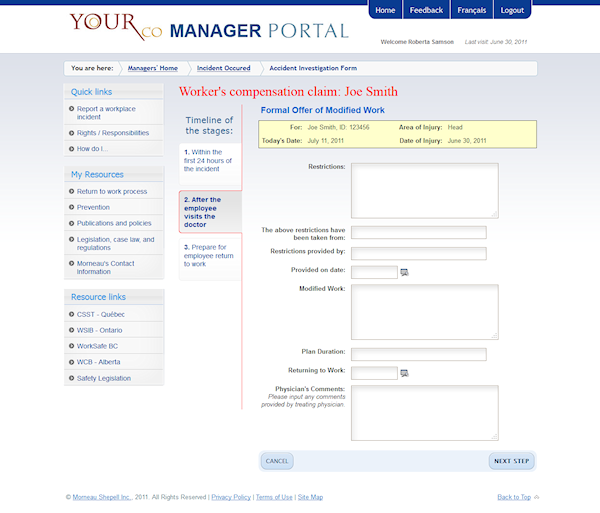 Home Feedback Français Logout
YOUR co MANAGER PORTAL
Welcome Roberta Samson Last visit: June 30, 2011
You are here: Managers' Home Incident Occured Accident Investigation Form
Quick links
Report a workplace
incident
Rights / Responsibilities
How do I...
My Resources
Return to work process
Prevention
Publications and policies
Legislation, case law, and
regulations
Morneau's Contact
Information
Resource links
CSST - Québec
WSIB - Ontario
WorkSafe BC
WCB - Alberta
Safety Legislation
Worker's compensation claim: Joe Smith
Timeline of
the stages:
1. Within the
first 24 hours of
the incident
2. After the
employee
visits the
doctor
3. Prepare for
employee return
to work
Formal Offer of Modified Work
For: Joe Smith, ID: 123456 Area of Injury: Head
Today's Date: July 11, 2011 Date of Injury: June 30, 2011
Restrictions:
The above restrictions have
been taken from:
Restrictions provided by:
Provided on date:
Modified Work:
Plan Duration:
Returning to Work:
Physician's Comments:
Please input any comments
provided by treating physician.
CANCEL NEXT STEP
© Morneau Shepell Inc., 2011. All Rights Reserved | Privacy Policy | Terms of Use | Site Map Back to Top